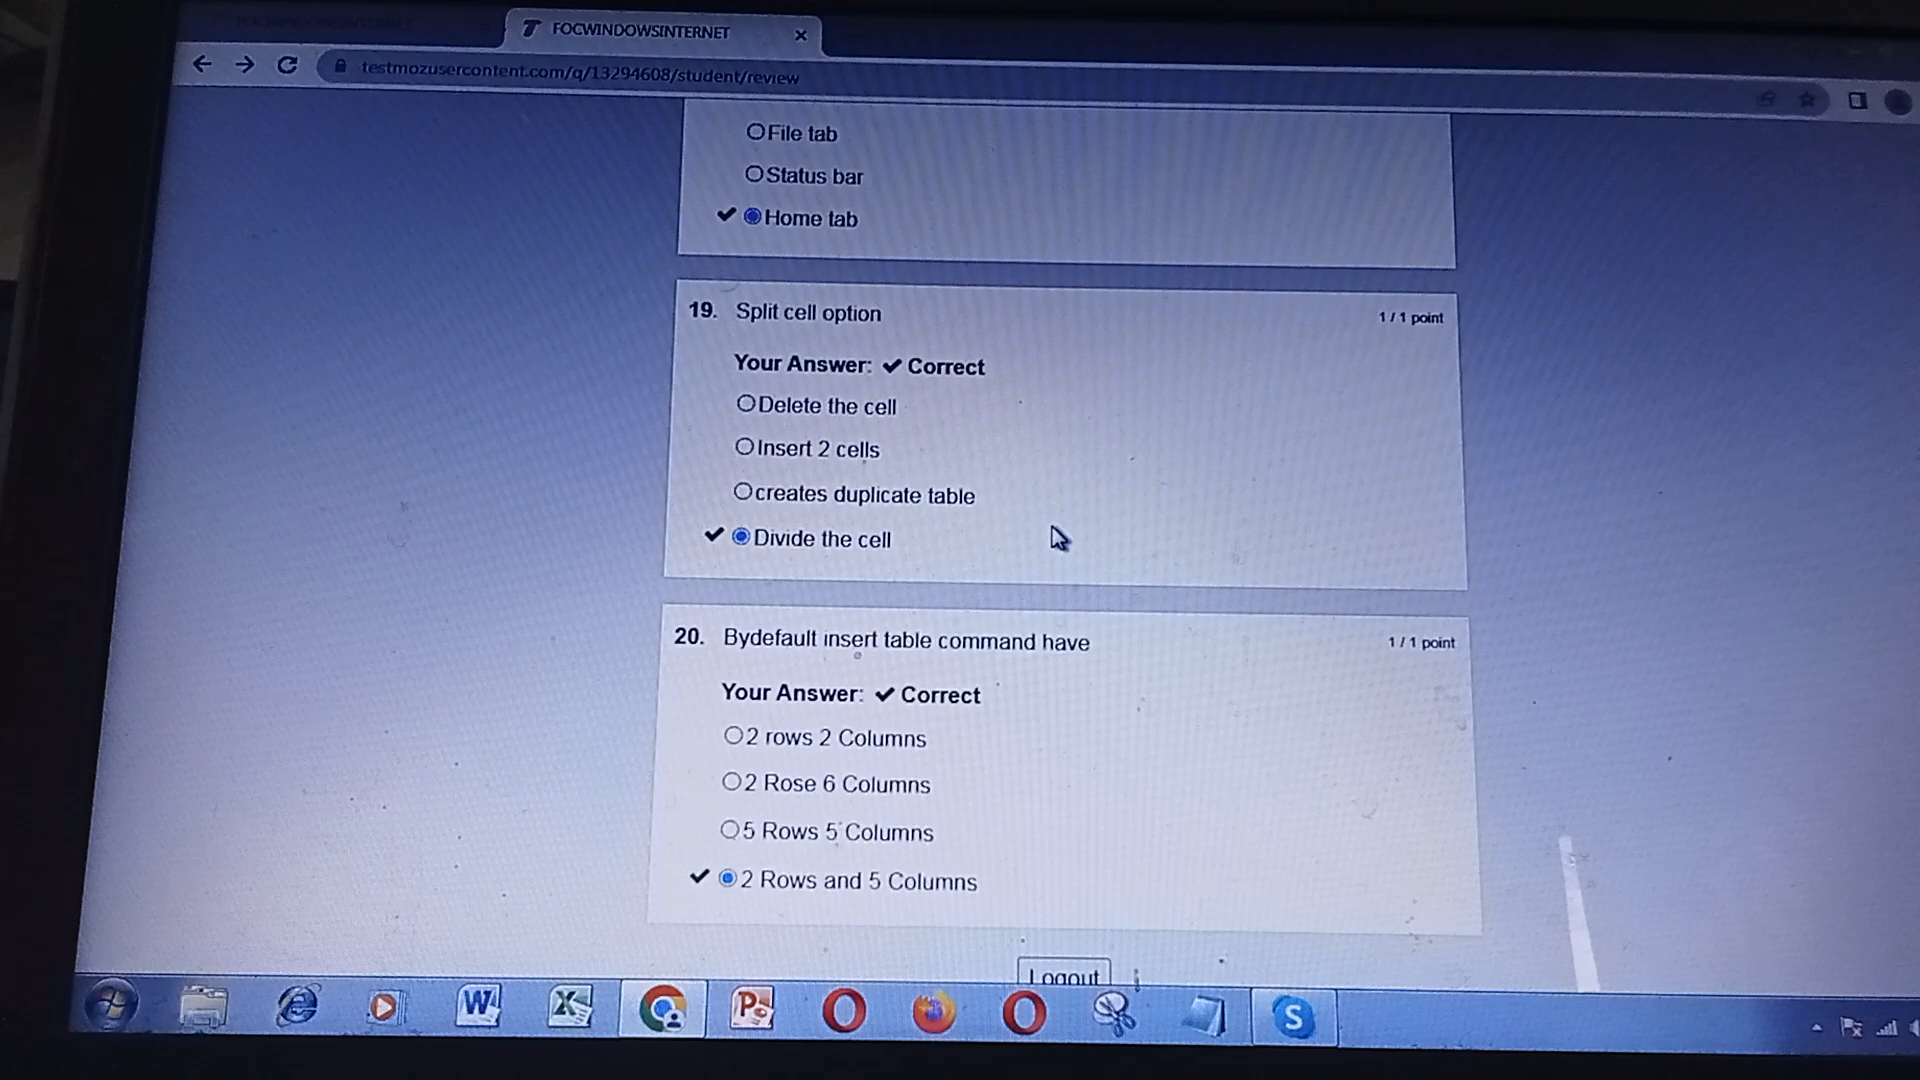 FOCWINDOWSINTERNET
testmozusercontent.com/q/13294608/student/review
File tab
Status bar
Home tab
19. Split cell option
1 / 1 point
Your Answer: ✔ Correct
Delete the cell
Insert 2 cells
creates duplicate table
Divide the cell
20. Bydefault insert table command have
1 / 1 point
Your Answer: ✔ Correct
2 rows 2 Columns
2 Rose 6 Columns
5 Rows 5 Columns
2 Rows and 5 Columns
Logout